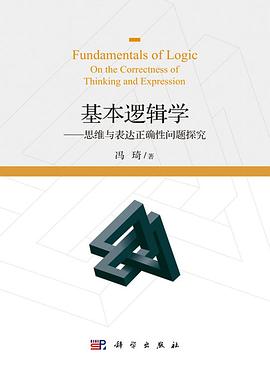 Fundamentals of Logic
On the Correctness of
Thinking and Expression
基本逻辑学
——思维与表达正确性问题探究
冯 琦/著
科学出版社